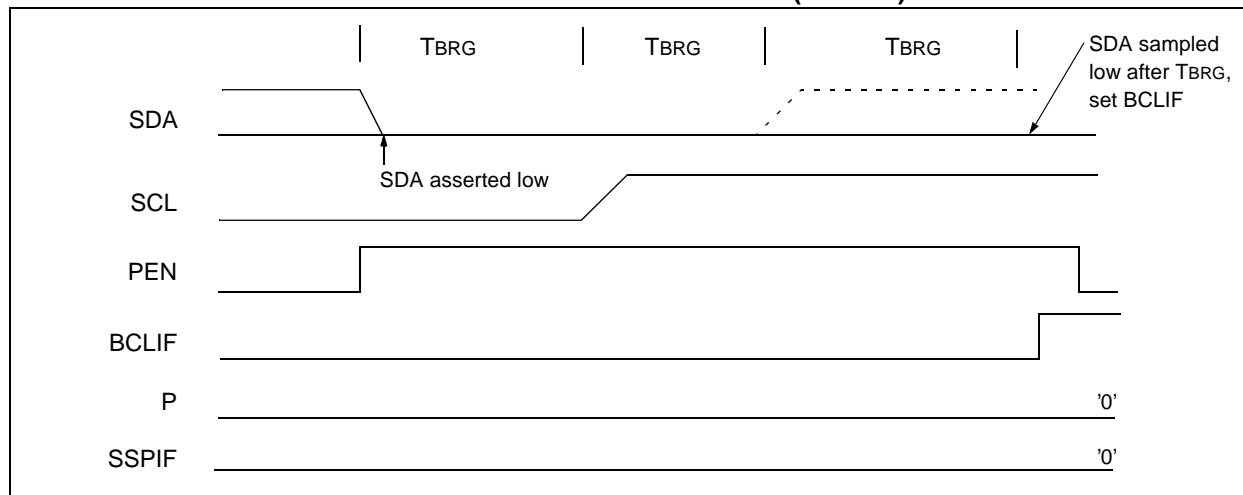 TBRG TBRG TBRG
SDA sampled
low after TBRG,
set BCLIF
SDA
SDA asserted low
SCL
PEN
BCLIF
P '0'
SSPIF '0'